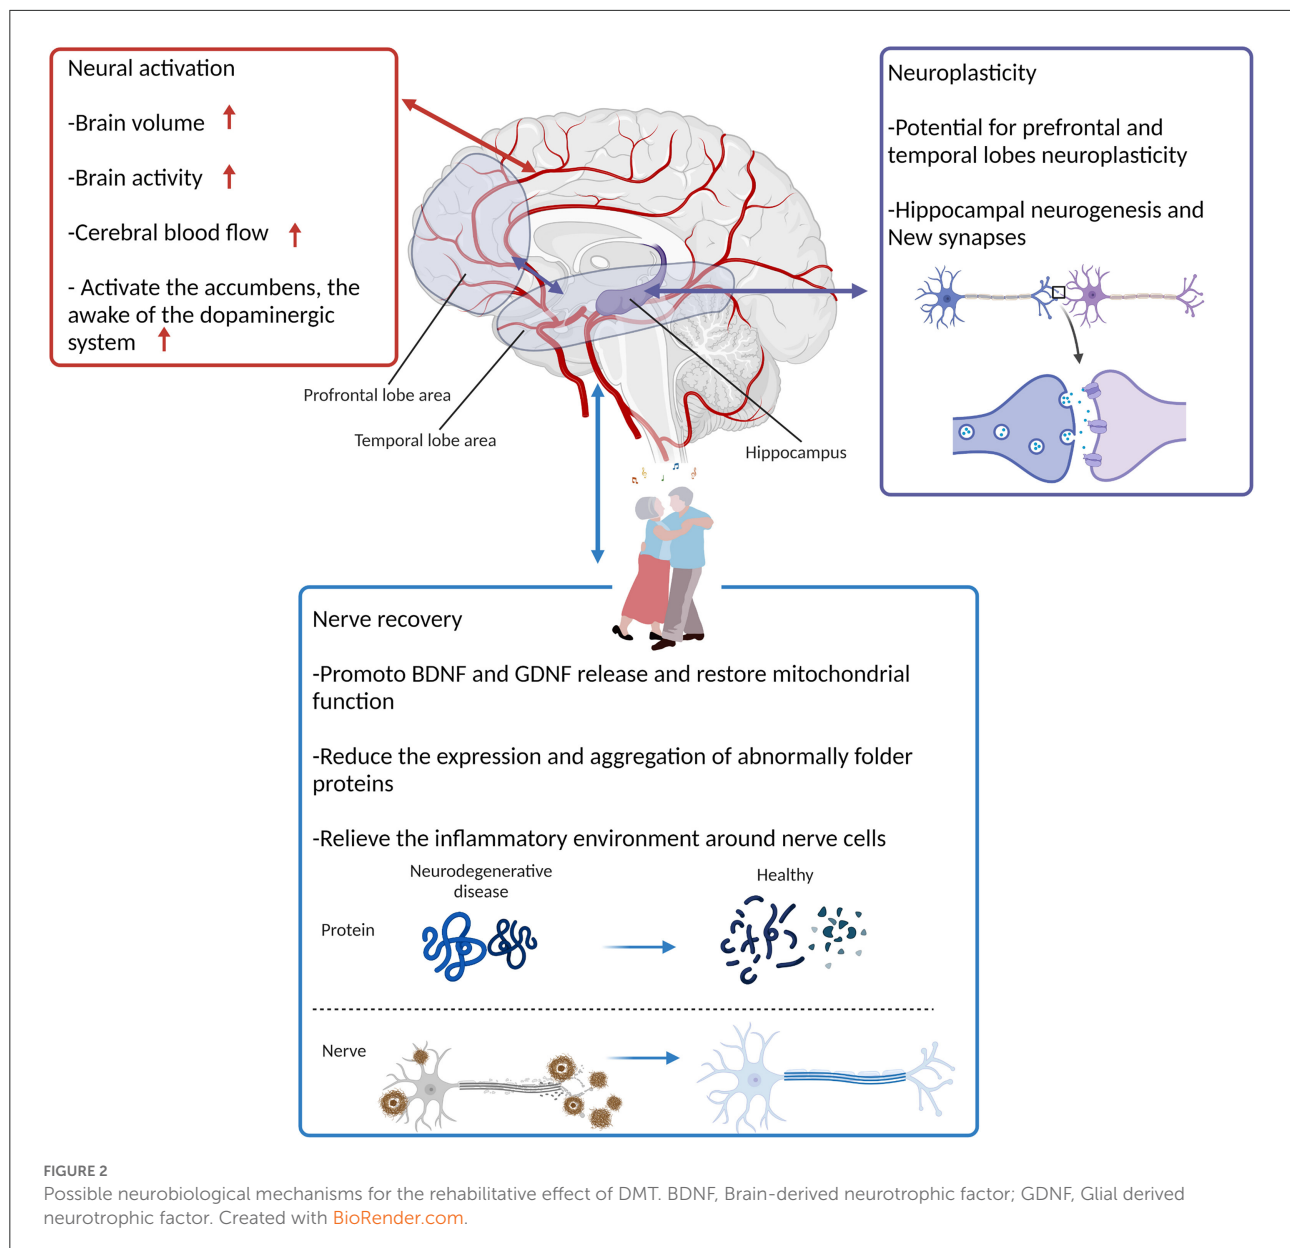 Neural activation
-Brain volume
-Brain activity
-Cerebral blood flow
- Activate the accumbens, the
awake of the dopaminergic
system
Neuroplasticity
-Potential for prefrontal and
temporal lobes neuroplasticity
-Hippocampal neurogenesis and
New synapses
Profrontal lobe area
Temporal lobe area
Hippocampus
Nerve recovery
-Promoto BDNF and GDNF release and restore mitochondrial
function
-Reduce the expression and aggregation of abnormally folder
proteins
-Relieve the inflammatory environment around nerve cells
Neurodegenerative
disease
Healthy
Protein
Nerve
FIGURE 2
Possible neurobiological mechanisms for the rehabilitative effect of DMT. BDNF, Brain-derived neurotrophic factor; GDNF, Glial derived
neurotrophic factor. Created with BioRender.com.